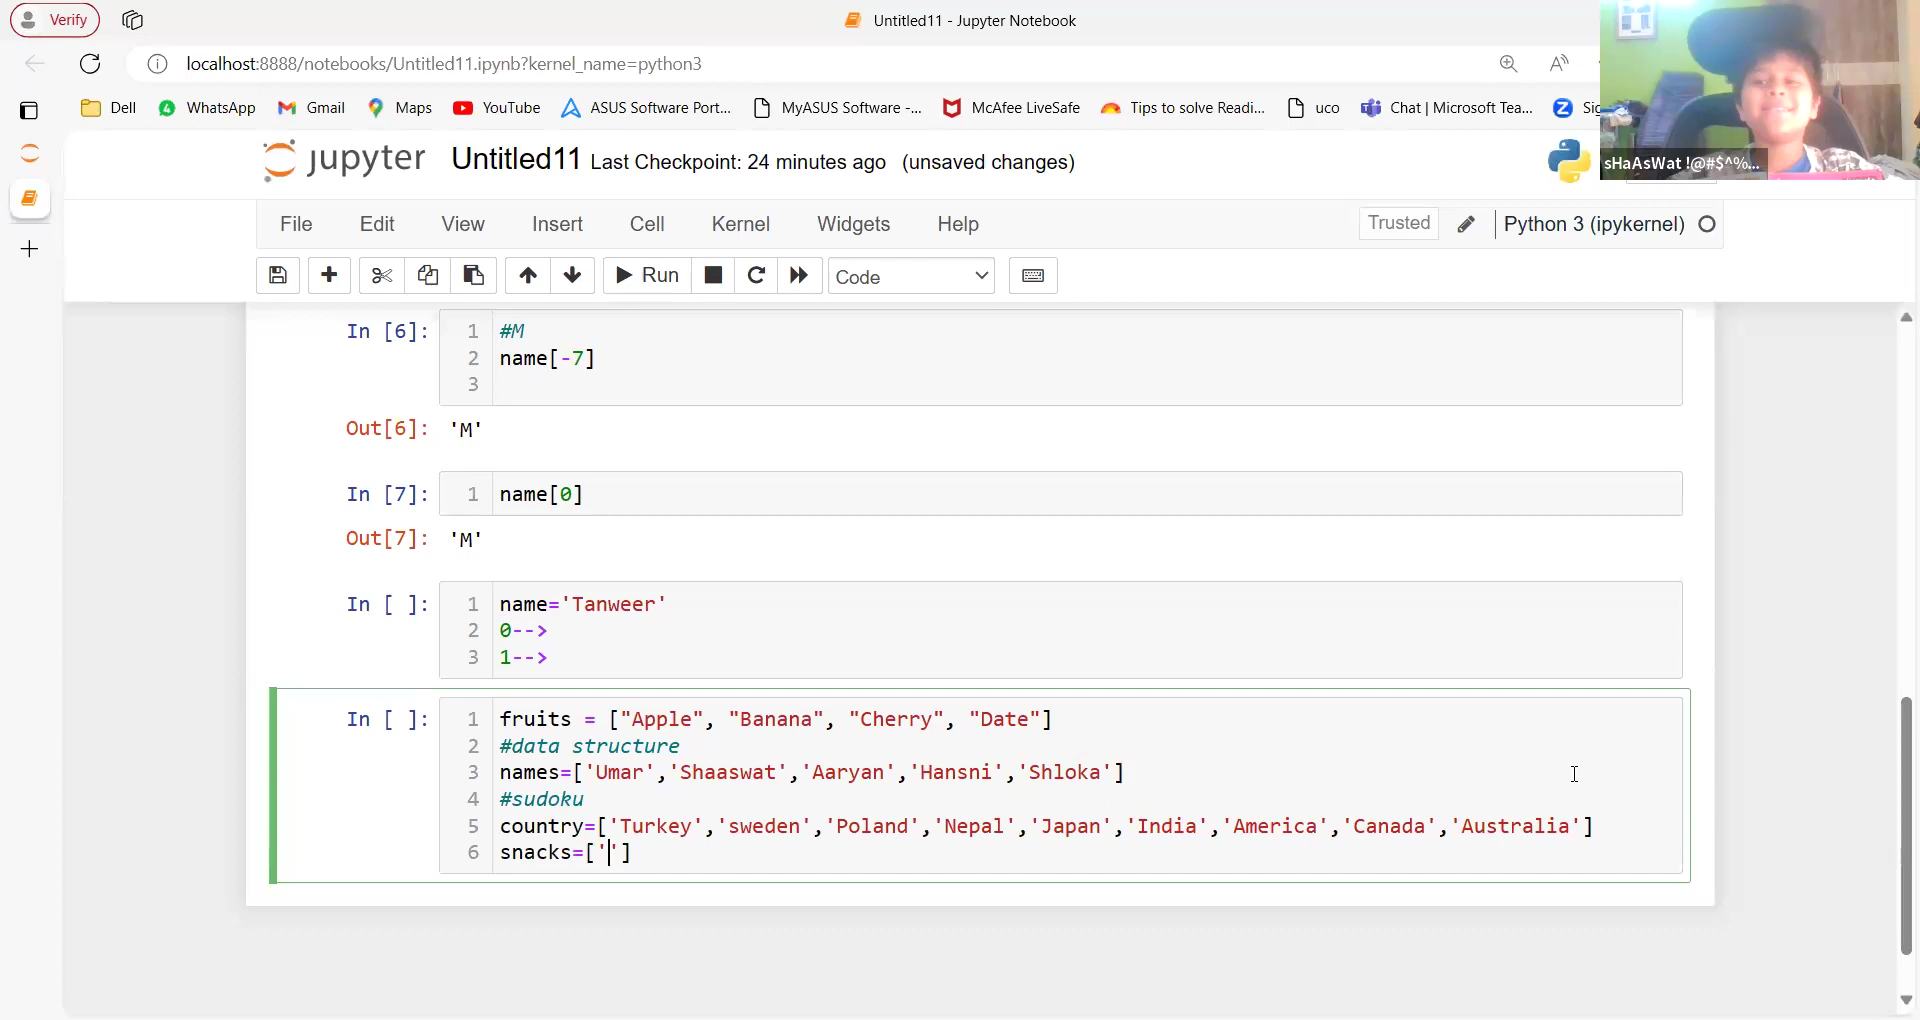 Verify
Untitled11 - Jupyter Notebook
localhost:8888/notebooks/Untitled11.ipynb?kernel_name=python3
Dell WhatsApp Gmail Maps YouTube ASUS Software Port... MyASUS Software -... McAfee LiveSafe Tips to solve Readi... uco Chat | Microsoft Tea...
sHaAsWat !@#$^%...
jupyter Untitled11 Last Checkpoint: 24 minutes ago (unsaved changes)
File Edit View Insert Cell Kernel Widgets Help Trusted Python 3 (ipykernel)
Run Code
In [6]: 1 #M
2 name[-7]
3
Out[6]: 'M'
In [7]: 1 name[0]
Out[7]: 'M'
In [ ]: 1 name='Tanweer'
2 0-->
3 1-->
In [ ]: 1 fruits = ["Apple", "Banana", "Cherry", "Date"]
2 #data structure
3 names=['Umar','Shaaswat','Aaryan','Hansni','Shloka']
4 #sudoku
5 country=['Turkey','sweden','Poland','Nepal','Japan','India','America','Canada','Australia']
6 snacks=['']